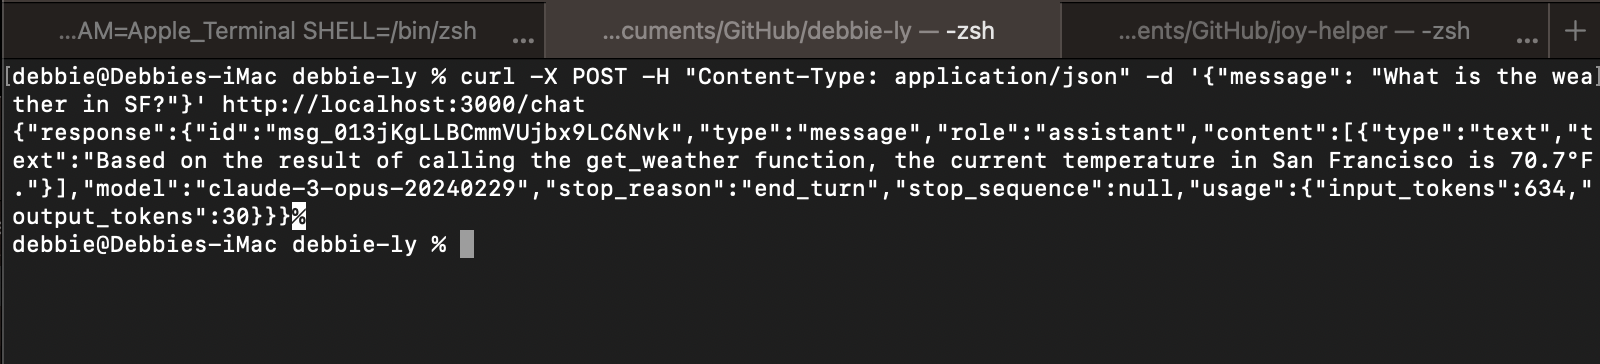 ...AM=Apple_Terminal SHELL=/bin/zsh ...
...cuments/GitHub/debbie-ly — -zsh
...ents/GitHub/joy-helper — -zsh ... +
[debbie@Debbies-iMac debbie-ly % curl -X POST -H "Content-Type: application/json" -d '{"message": "What is the wea]
ther in SF?"}' http://localhost:3000/chat
{"response":{"id":"msg_013jKgLLBCmmVUjbx9LC6Nvk","type":"message","role":"assistant","content":[{"type":"text","t
ext":"Based on the result of calling the get_weather function, the current temperature in San Francisco is 70.7°F
."}],"model":"claude-3-opus-20240229","stop_reason":"end_turn","stop_sequence":null,"usage":{"input_tokens":634,"
output_tokens":30}}}%
debbie@Debbies-iMac debbie-ly %